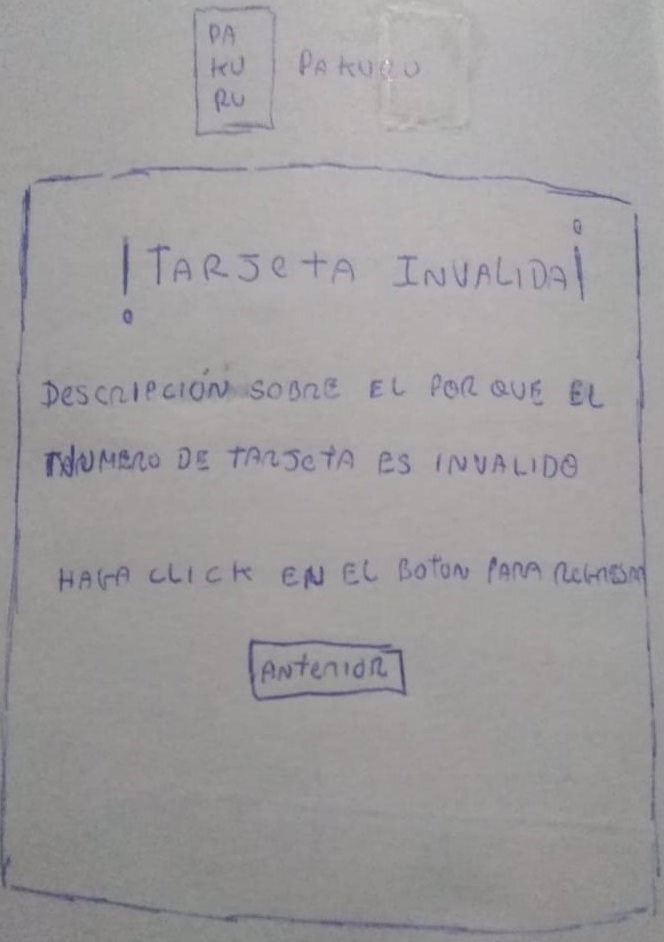 PA
KU
RU
PAKURU
!TARJETA INVALIDA¡
DESCRIPCIÓN SOBRE EL POR QUE EL
NUMERO DE TARJETA ES INVALIDO
HAGA CLICK EN EL BOTON PARA REGRESAR
ANTERIOR